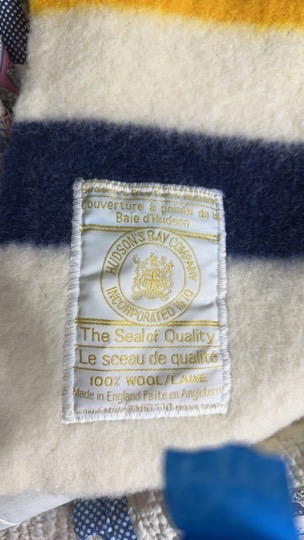 Couverture à points de la
Baie d'Hudson
HUDSON'S BAY COMPANY
INCORPORATED 1670
The Seal of Quality
Le sceau de qualité
100% WOOL/LAINE
Made in England Faite en Angleterre